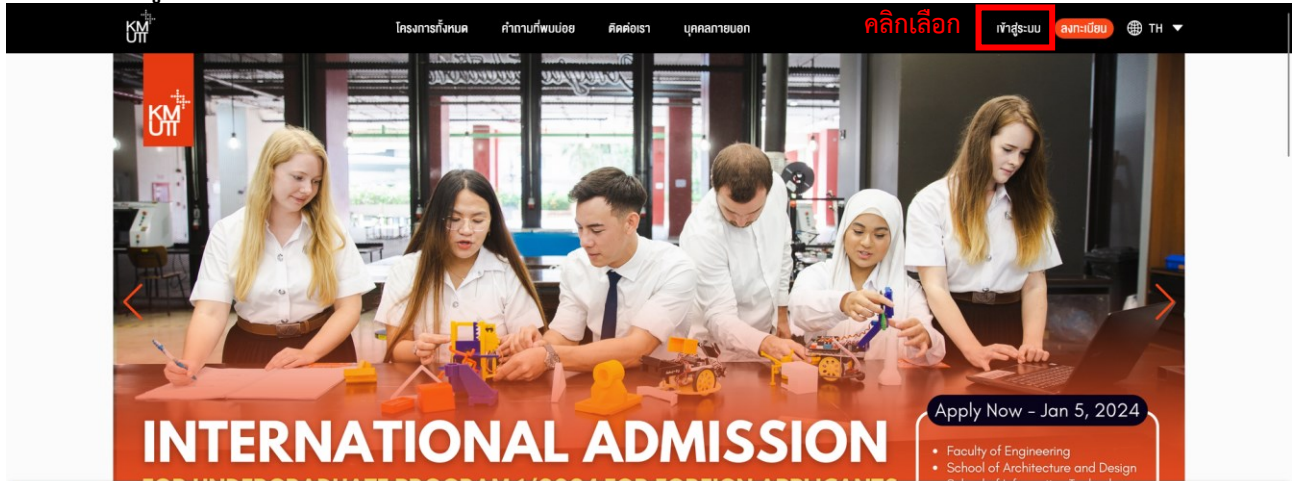 KMUTT
โครงการทั้งหมด คำถามที่พบบ่อย ติดต่อเรา บุคคลภายนอก คลิกเลือก เข้าสู่ระบบ ลงทะเบียน TH
KMUTT
Apply Now - Jan 5, 2024
INTERNATIONAL ADMISSION
• Faculty of Engineering
• School of Architecture and Design